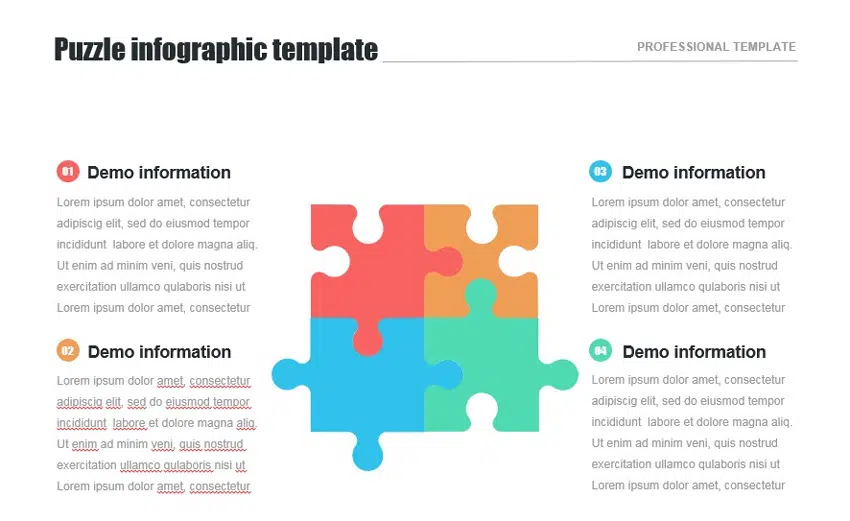 Puzzle infographic template
PROFESSIONAL TEMPLATE
01 Demo information
Lorem ipsum dolor amet, consectetur
adipiscig elit, sed do eiusmod tempor
incididunt labore et dolore magna aliq.
Ut enim ad minim veni, quis nostrud
exercitation ullamco qulaboris nisi ut
Lorem ipsum dolor amet, consectetur
02 Demo information
Lorem ipsum dolor amet, consectetur
adipiscig elit, sed do eiusmod tempor
incididunt labore et dolore magna aliq.
Ut enim ad minim veni, quis nostrud
exercitation ullamco qulaboris nisi ut
Lorem ipsum dolor amet, consectetur
03 Demo information
Lorem ipsum dolor amet, consectetur
adipiscig elit, sed do eiusmod tempor
incididunt labore et dolore magna aliq.
Ut enim ad minim veni, quis nostrud
exercitation ullamco qulaboris nisi ut
Lorem ipsum dolor amet, consectetur
04 Demo information
Lorem ipsum dolor amet, consectetur
adipiscig elit, sed do eiusmod tempor
incididunt labore et dolore magna aliq.
Ut enim ad minim veni, quis nostrud
exercitation ullamco qulaboris nisi ut
Lorem ipsum dolor amet, consectetur